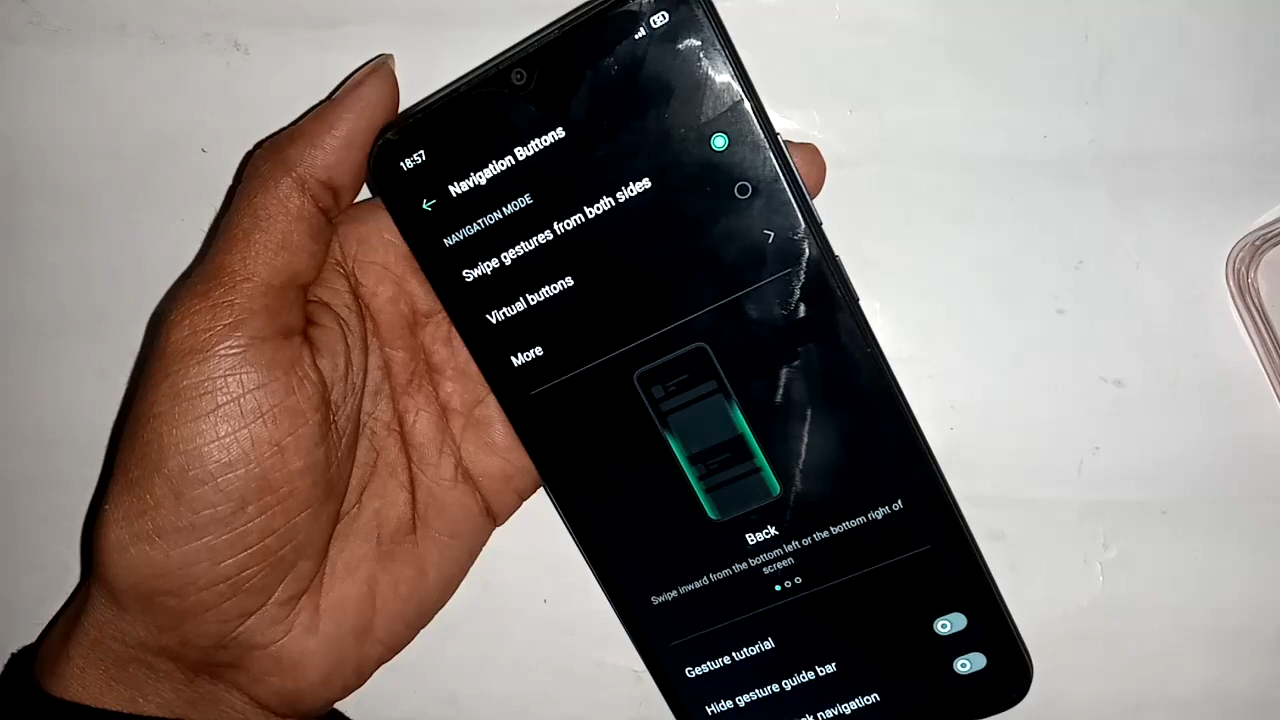 18:57
Navigation Buttons
NAVIGATION MODE
Swipe gestures from both sides
Virtual buttons
More
Back
Swipe inward from the bottom left or the bottom right of
screen
Gesture tutorial
Hide gesture guide bar
navigation